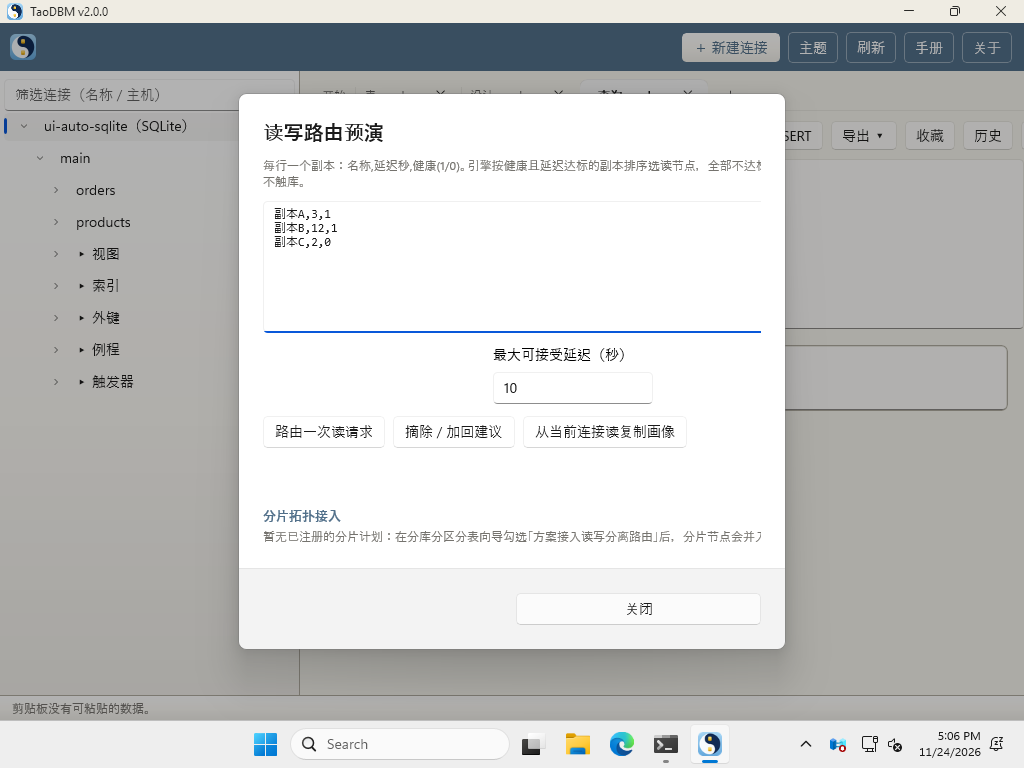 TaoDBM v2.0.0
+ 新建连接
主题
刷新
手册
关于
筛选连接（名称 / 主机）
ui-auto-sqlite（SQLite）
main
orders
products
视图
索引
外键
例程
触发器
导出
收藏
历史
读写路由预演
每行一个副本：名称,延迟秒,健康(1/0)。引擎按健康且延迟达标的副本排序选读节点，全部不达
不触库。
副本A,3,1
副本B,12,1
副本C,2,0
最大可接受延迟（秒）
10
路由一次读请求
摘除 / 加回建议
从当前连接读复制画像
分片拓扑接入
暂无已注册的分片计划：在分库分区分表向导勾选「方案接入读写分离路由」后，分片节点会并
关闭
剪贴板没有可粘贴的数据。
Search
5:06 PM
11/24/2026